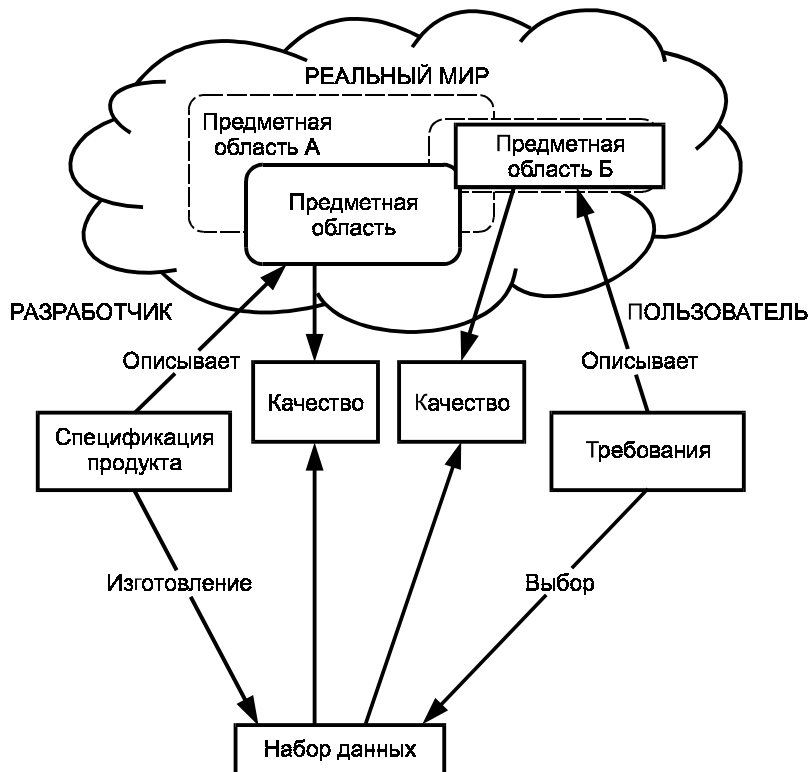 РЕАЛЬНЫЙ МИР
Предметная
область А
Предметная
область Б
Предметная
область
РАЗРАБОТЧИК
ПОЛЬЗОВАТЕЛЬ
Описывает
Описывает
Качество
Качество
Спецификация
продукта
Требования
Изготовление
Выбор
Набор данных